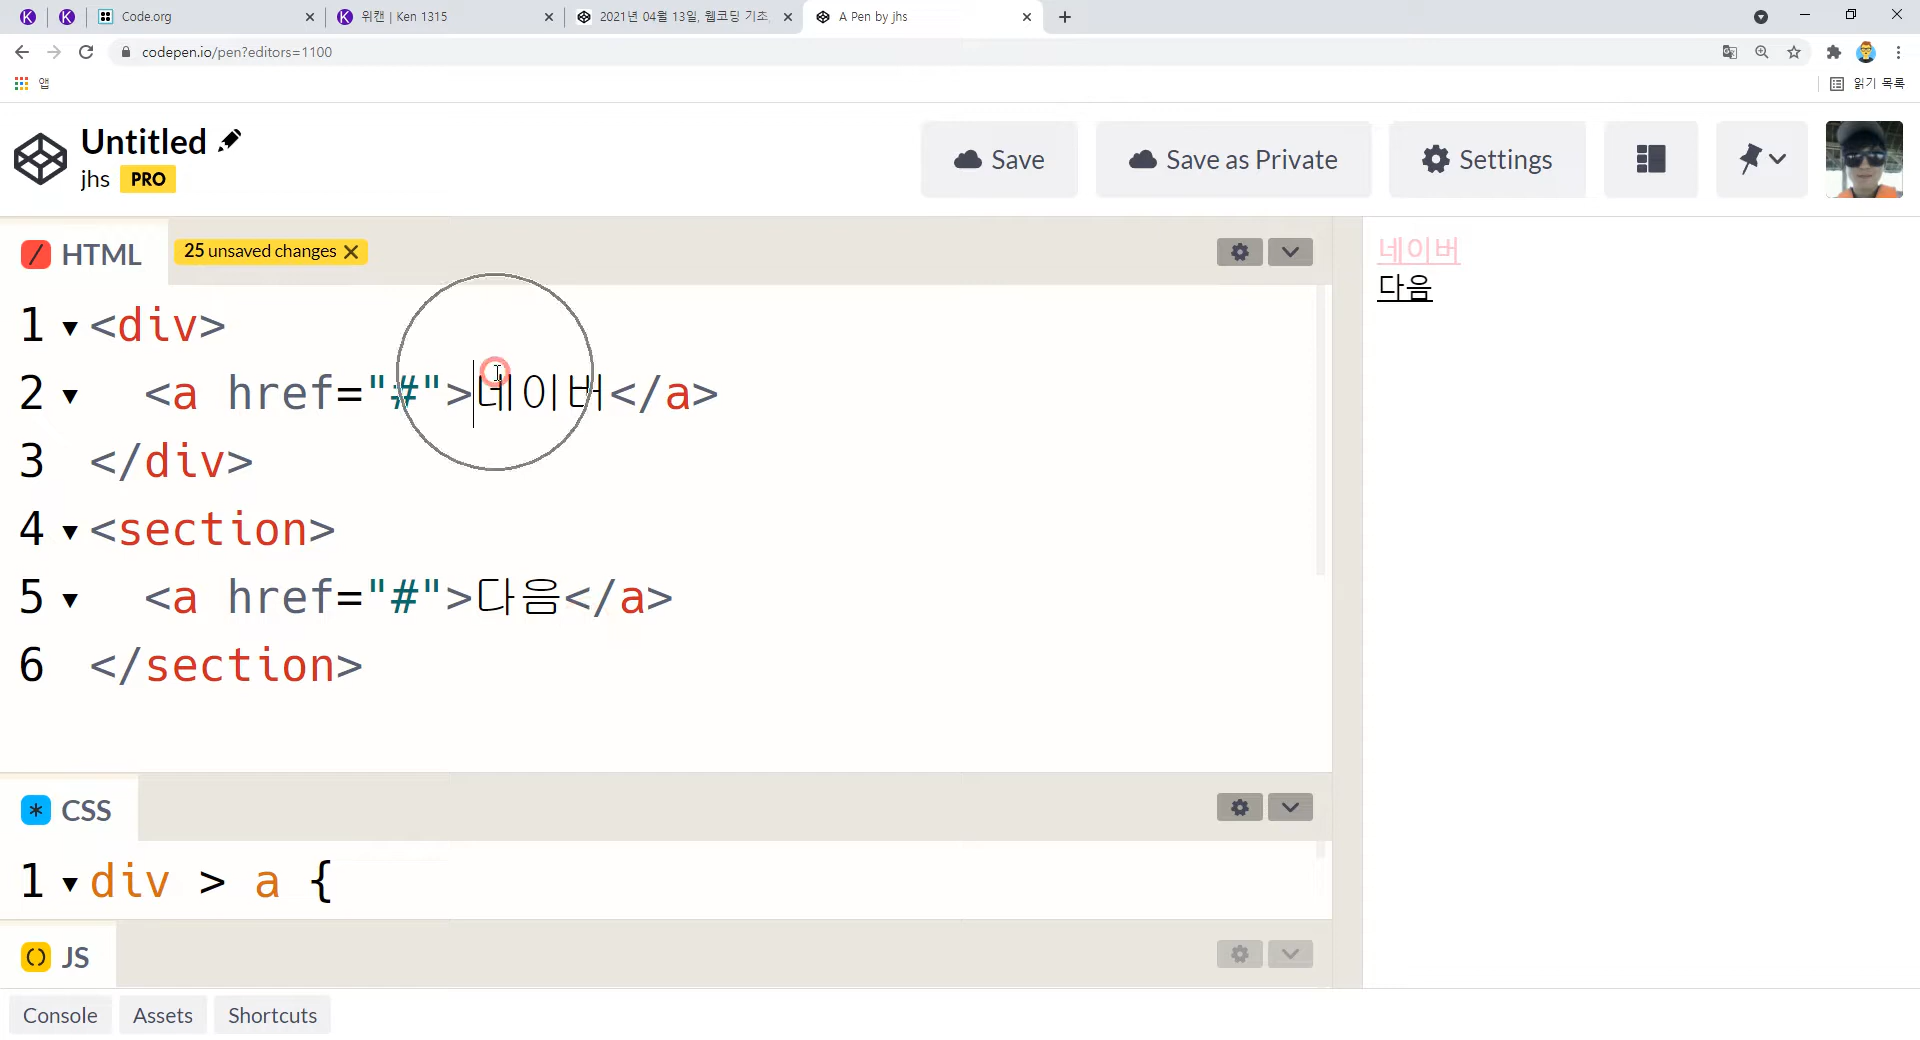 Code.org
위캔 | Ken 1315
2021년 04월 13일, 웹코딩 기초,
A Pen by jhs
codepen.io/pen?editors=1100
앱
읽기 목록
Untitled
jhs PRO
Save
Save as Private
Settings
HTML
25 unsaved changes
1 <div>
2 <a href="#">네이버</a>
3 </div>
4 <section>
5 <a href="#">다음</a>
6 </section>
네이버
다음
CSS
1 div > a {
JS
Console
Assets
Shortcuts